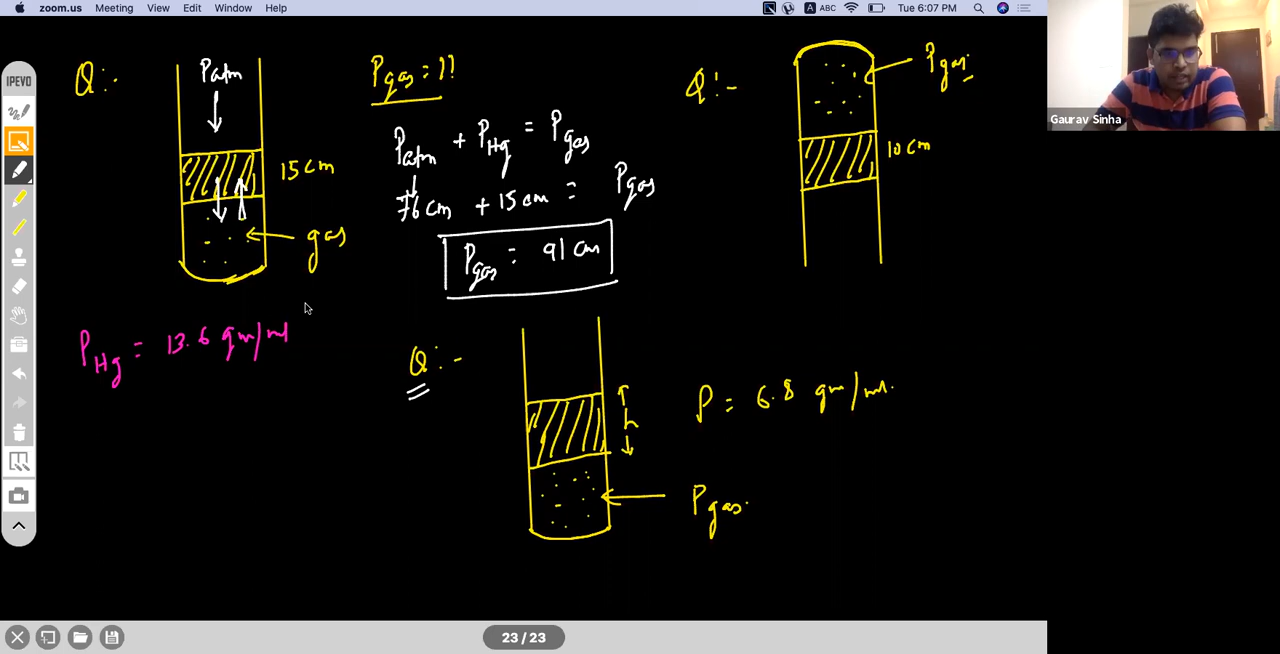 zoom.us Meeting View Edit Window Help
A ABC Tue 6:07 PM
IPEVO
Q:-
Patm
15 cm
gas
Pgas = ??
Patm + PHg = Pgas
76 cm + 15 cm = Pgas
Pgas = 91 cm
Q:-
Pgas
10 cm
Gaurav Sinha
ρHg = 13.6 gm/ml
Q:-
h
ρ = 6.8 gm/ml.
Pgas.
23 / 23